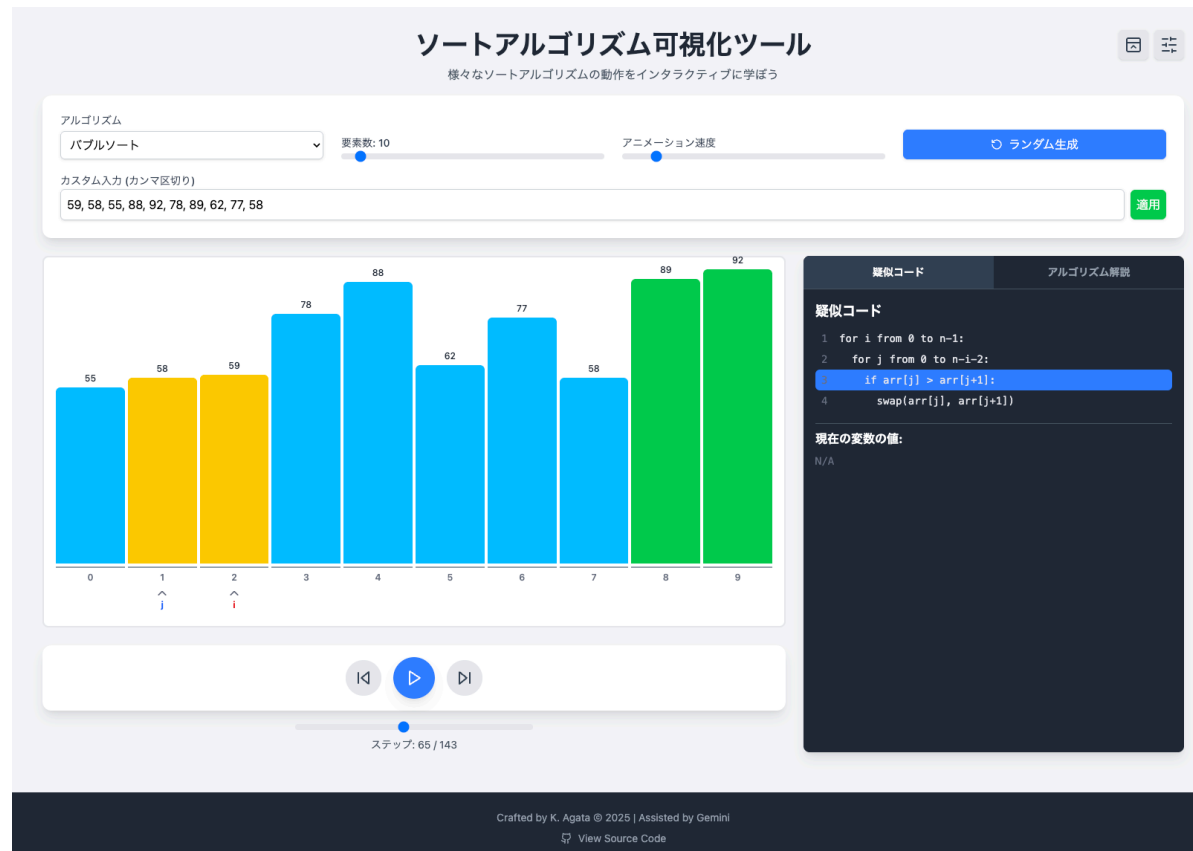 ソートアルゴリズム可視化ツール
様々なソートアルゴリズムの動作をインタラクティブに学ぼう
アルゴリズム
バブルソート
要素数: 10
アニメーション速度
ランダム生成
カスタム入力 (カンマ区切り)
59, 58, 55, 88, 92, 78, 89, 62, 77, 58
適用
55
58
59
78
88
62
77
58
89
92
0
1
2
3
4
5
6
7
8
9
j
i
ステップ: 65 / 143
疑似コード
アルゴリズム解説
疑似コード
1 for i from 0 to n-1:
2 for j from 0 to n-i-2:
if arr[j] > arr[j+1]:
4 swap(arr[j], arr[j+1])
現在の変数の値:
N/A
Crafted by K. Agata © 2025 | Assisted by Gemini
View Source Code